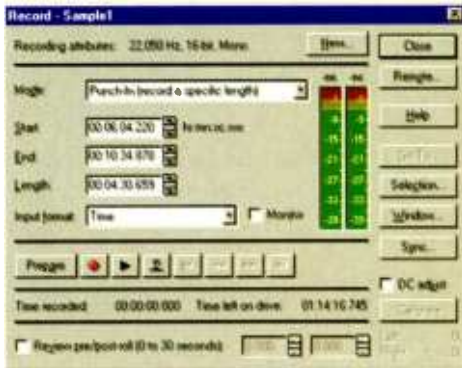 Record - Sample1
Recording attributes: 22,050 Hz, 16-bit, Mono
New...
Close
Mode: Punch-In (record a specific length)
Remote...
Start: 00:06:04.220 hr:mn:sc.xxx
Help
End: 00:10:34.878
Length: 00:04:30.659
Selection...
Input format: Time
Monitor
Window...
Prepare
Sync...
DC adjust
Time recorded: 00:00:00.000 Time left on drive: 01:14:16.745
Review pre/post-roll (0 to 30 seconds):